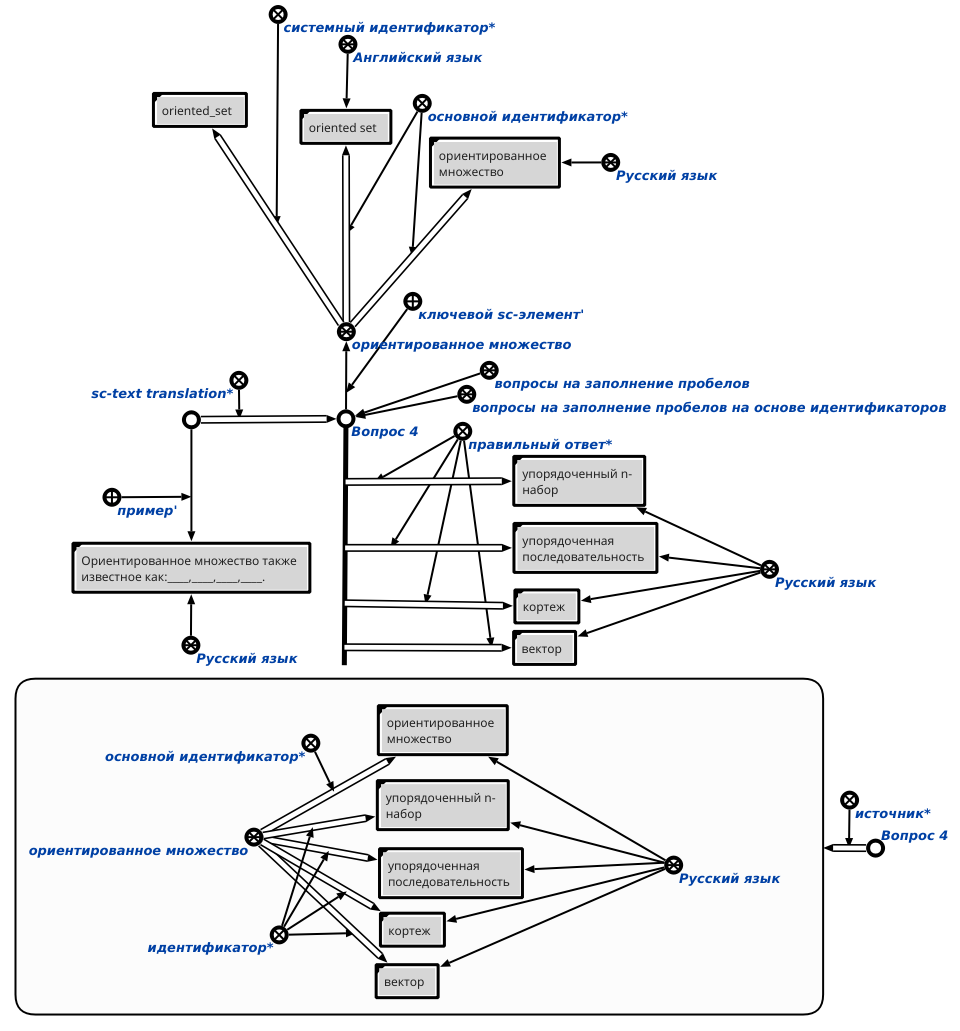 системный идентификатор*
Английский язык
oriented_set
oriented set
основной идентификатор*
ориентированное
множество
Русский язык
ключевой sc-элемент'
ориентированное множество
вопросы на заполнение пробелов
sc-text translation*
вопросы на заполнение пробелов на основе идентификаторов
Вопрос 4
правильный ответ*
упорядоченный n-
набор
пример'
упорядоченная
последовательность
Ориентированное множество также
известное как:____,____,____,____.
Русский язык
кортеж
вектор
Русский язык
ориентированное
множество
основной идентификатор*
упорядоченный n-
набор
источник*
Вопрос 4
ориентированное множество
упорядоченная
последовательность
Русский язык
кортеж
идентификатор*
вектор